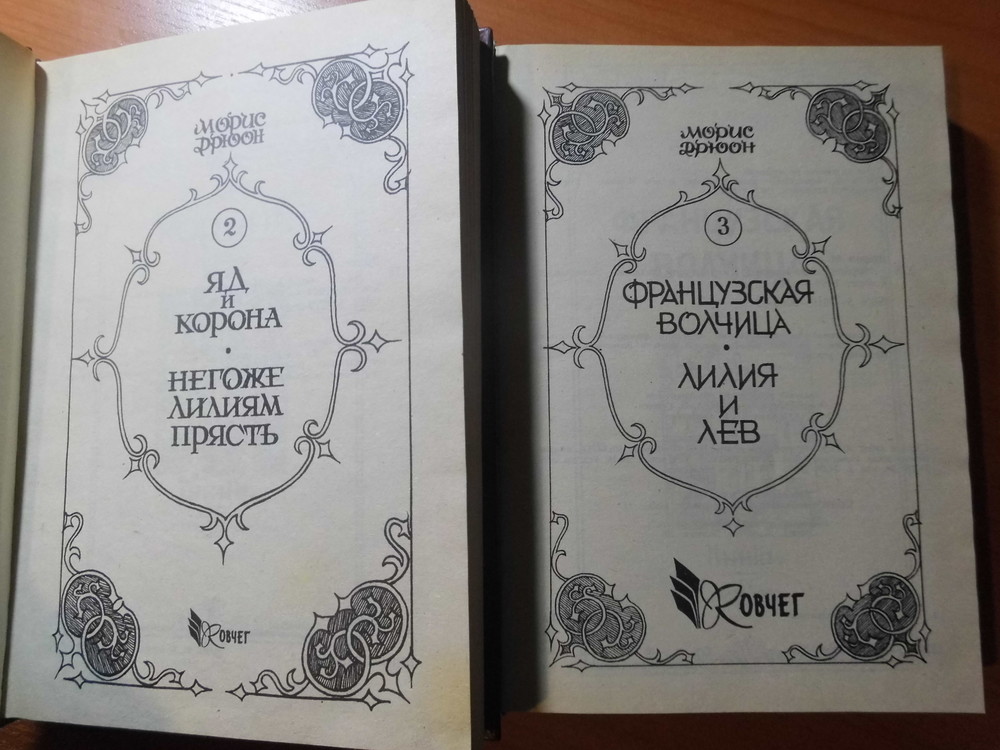 Морис
Дрюон
2
ЯД
И
КОРОНА
•
НЕГОЖЕ
ЛИЛИЯМ
ПРЯСТЬ
КОВЧЕГ
Морис
Дрюон
3
ФРАНЦУЗСКАЯ
ВОЛЧИЦА
•
ЛИЛИЯ
И
ЛЕВ
КОВЧЕГ